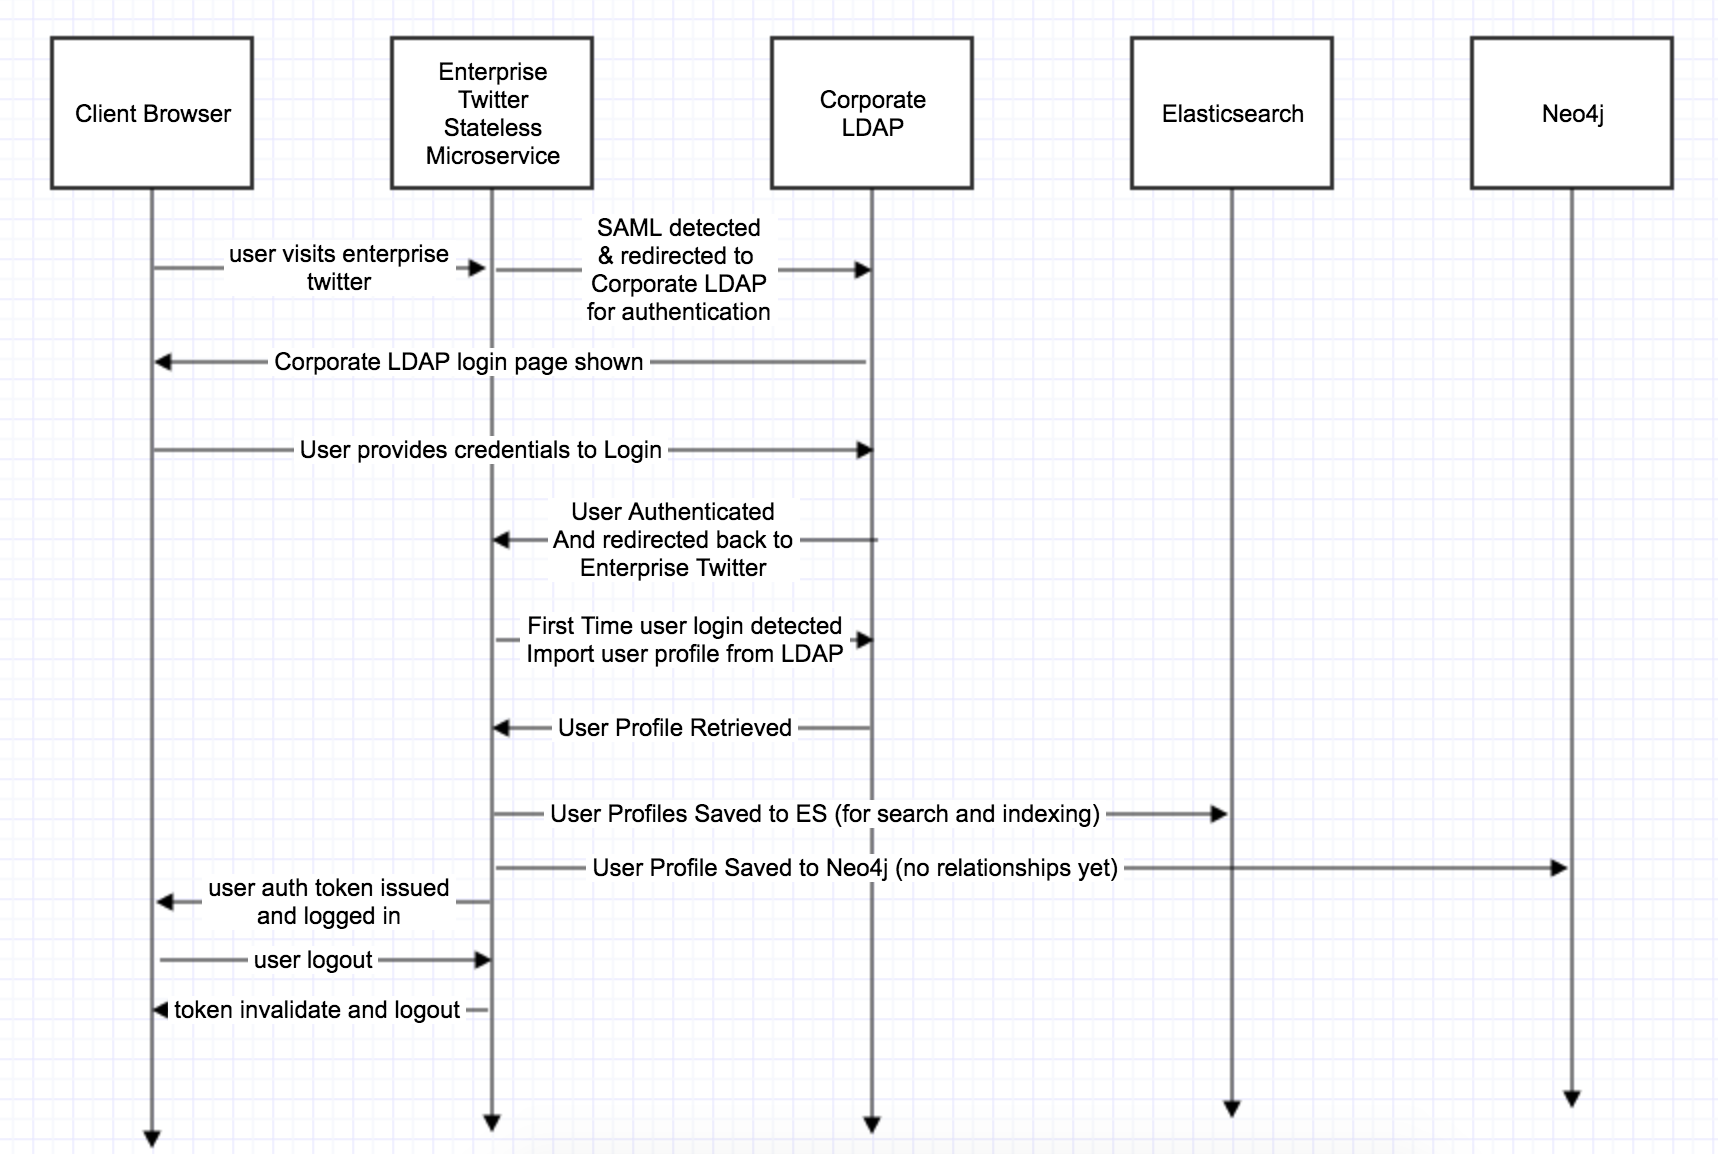 Client Browser
Enterprise
Twitter
Stateless
Microservice
Corporate
LDAP
Elasticsearch
Neo4j
user visits enterprise
twitter
SAML detected
& redirected to
Corporate LDAP
for authentication
Corporate LDAP login page shown
User provides credentials to Login
User Authenticated
And redirected back to
Enterprise Twitter
First Time user login detected
Import user profile from LDAP
User Profile Retrieved
User Profiles Saved to ES (for search and indexing)
User Profile Saved to Neo4j (no relationships yet)
user auth token issued
and logged in
user logout
token invalidate and logout